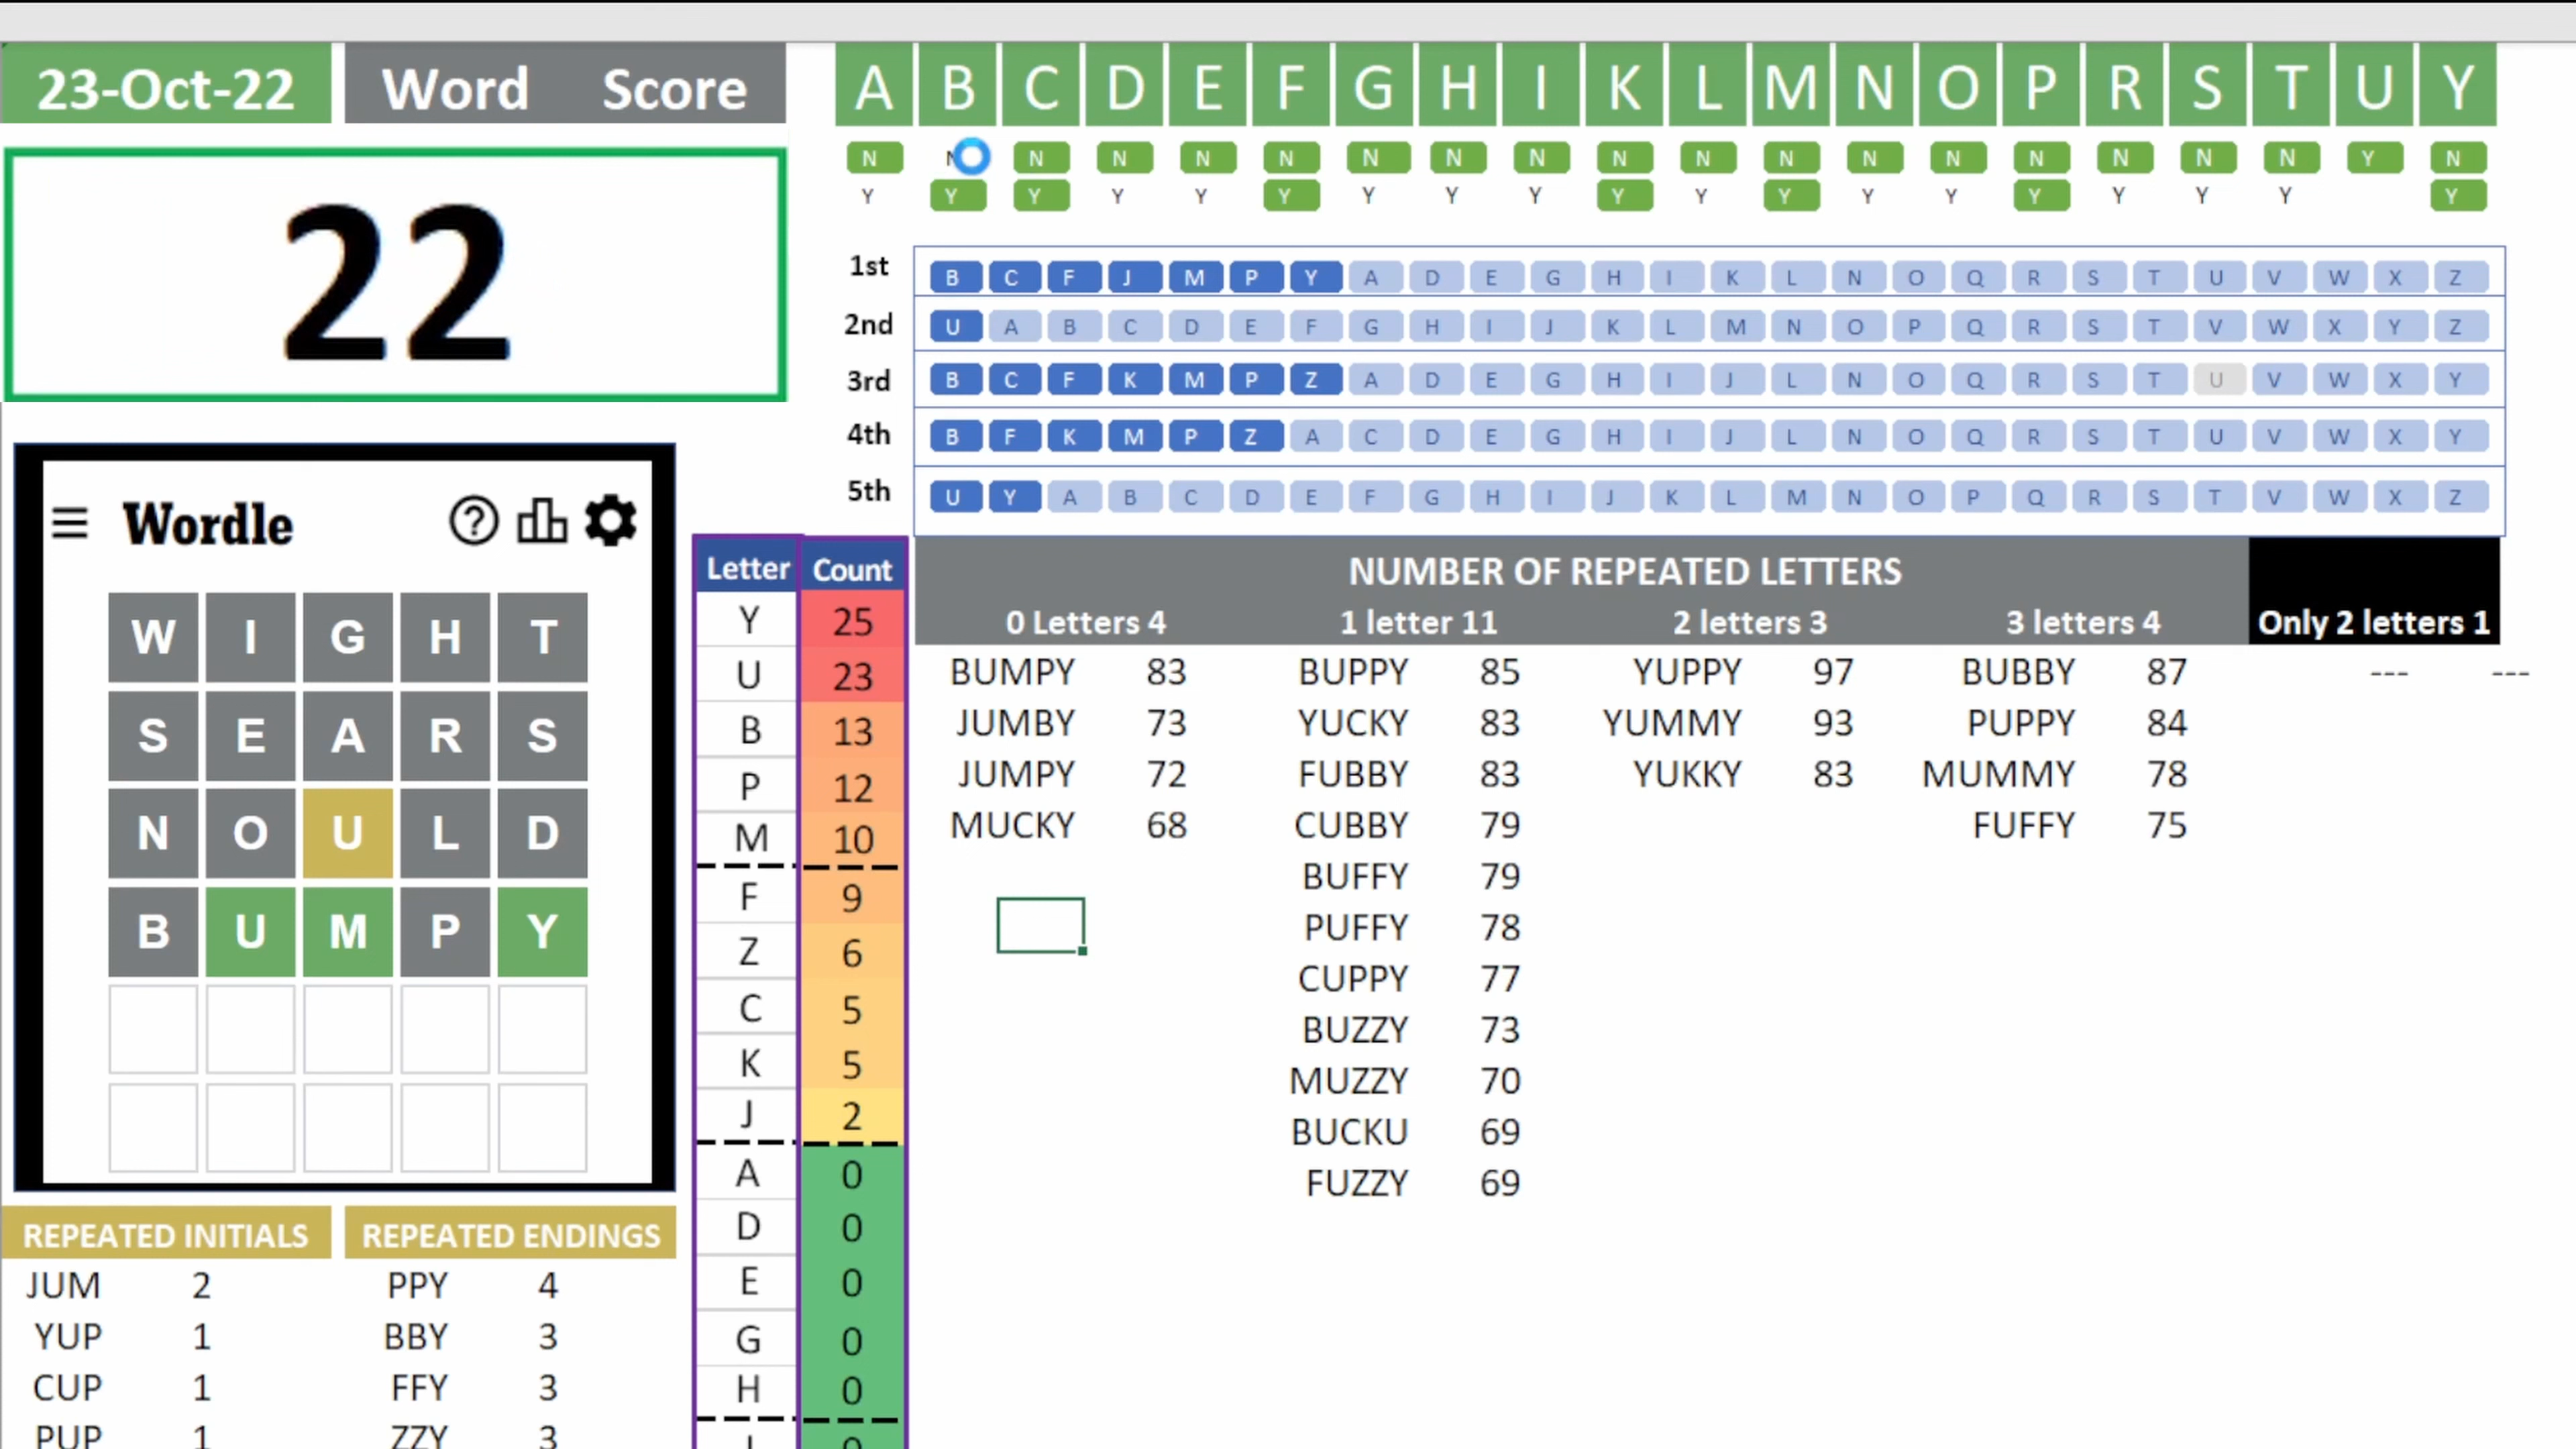 23-Oct-22 Word Score
22
A B C D E F G H I K L M N O P R S T U Y
N N N N N N N N N N N N N N N N N Y N
Y Y Y Y Y Y Y Y Y Y Y Y Y Y Y Y Y Y Y
1st B C F J M P Y A D E G H I K L N O Q R S T U V W X Z
2nd U A B C D E F G H I J K L M N O P Q R S T V W X Y Z
3rd B C F K M P Z A D E G H I J L N O Q R S T U V W X Y
4th B F K M P Z A C D E G H I J L N O Q R S T U V W X Y
5th U Y A B C D E F G H I J K L M N O P Q R S T V W X Z
Wordle
W I G H T
S E A R S
N O U L D
B U M P Y
REPEATED INITIALS REPEATED ENDINGS
JUM 2 PPY 4
YUP 1 BBY 3
CUP 1 FFY 3
PUP 1 ZZY 3
Letter Count
Y 25
U 23
B 13
P 12
M 10
F 9
Z 6
C 5
K 5
J 2
A 0
D 0
E 0
G 0
H 0
NUMBER OF REPEATED LETTERS
0 Letters 4 1 letter 11 2 letters 3 3 letters 4 Only 2 letters 1
BUMPY 83 BUPPY 85 YUPPY 97 BUBBY 87 --- ---
JUMBY 73 YUCKY 83 YUMMY 93 PUPPY 84
JUMPY 72 FUBBY 83 YUKKY 83 MUMMY 78
MUCKY 68 CUBBY 79 FUFFY 75
BUFFY 79
PUFFY 78
CUPPY 77
BUZZY 73
MUZZY 70
BUCKU 69
FUZZY 69